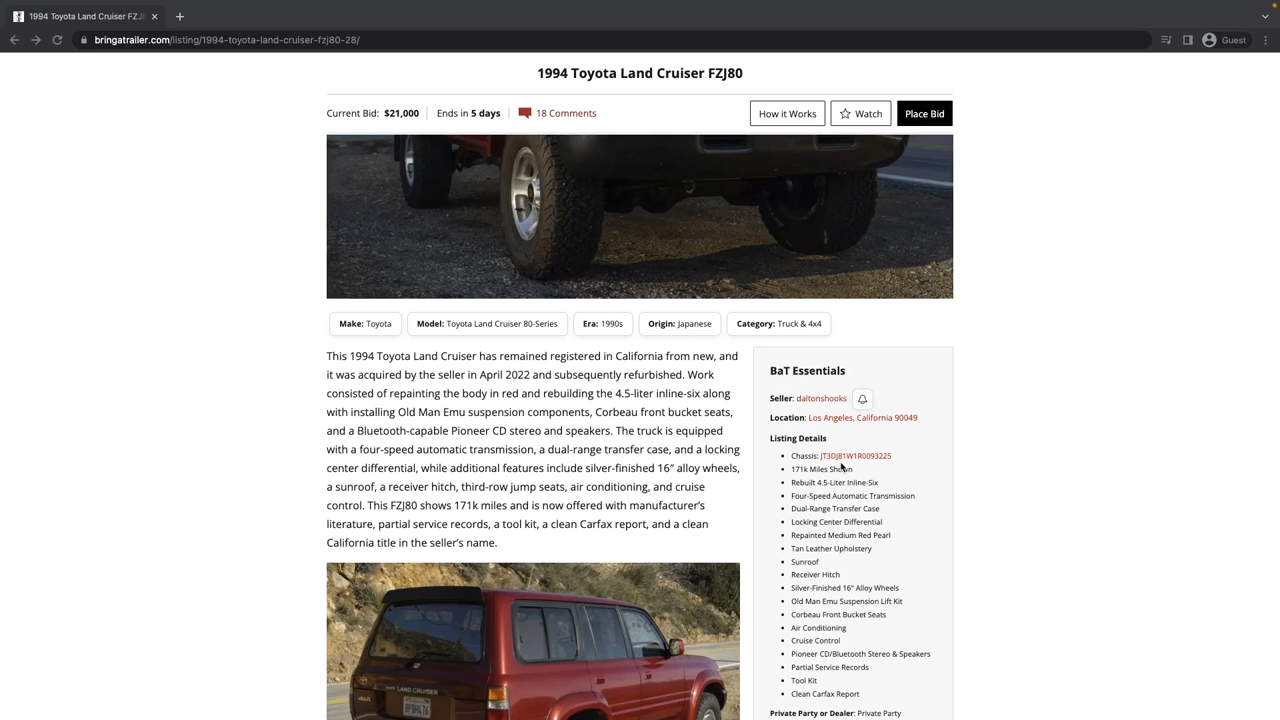 1994 Toyota Land Cruiser FZJ8
bringatrailer.com/listing/1994-toyota-land-cruiser-fzj80-28/
Guest
1994 Toyota Land Cruiser FZJ80
Current Bid: $21,000 Ends in 5 days 18 Comments How it Works Watch Place Bid
Make: Toyota Model: Toyota Land Cruiser 80-Series Era: 1990s Origin: Japanese Category: Truck & 4x4
This 1994 Toyota Land Cruiser has remained registered in California from new, and
it was acquired by the seller in April 2022 and subsequently refurbished. Work
consisted of repainting the body in red and rebuilding the 4.5-liter inline-six along
with installing Old Man Emu suspension components, Corbeau front bucket seats,
and a Bluetooth-capable Pioneer CD stereo and speakers. The truck is equipped
with a four-speed automatic transmission, a dual-range transfer case, and a locking
center differential, while additional features include silver-finished 16″ alloy wheels,
a sunroof, a receiver hitch, third-row jump seats, air conditioning, and cruise
control. This FZJ80 shows 171k miles and is now offered with manufacturer’s
literature, partial service records, a tool kit, a clean Carfax report, and a clean
California title in the seller’s name.
LAND CRUISER
BaT Essentials
Seller: daltonshooks
Location: Los Angeles, California 90049
Listing Details
Chassis: JT3DJ81W1R0093225
171k Miles Shown
Rebuilt 4.5-Liter Inline-Six
Four-Speed Automatic Transmission
Dual-Range Transfer Case
Locking Center Differential
Repainted Medium Red Pearl
Tan Leather Upholstery
Sunroof
Receiver Hitch
Silver-Finished 16" Alloy Wheels
Old Man Emu Suspension Lift Kit
Corbeau Front Bucket Seats
Air Conditioning
Cruise Control
Pioneer CD/Bluetooth Stereo & Speakers
Partial Service Records
Tool Kit
Clean Carfax Report
Private Party or Dealer: Private Party